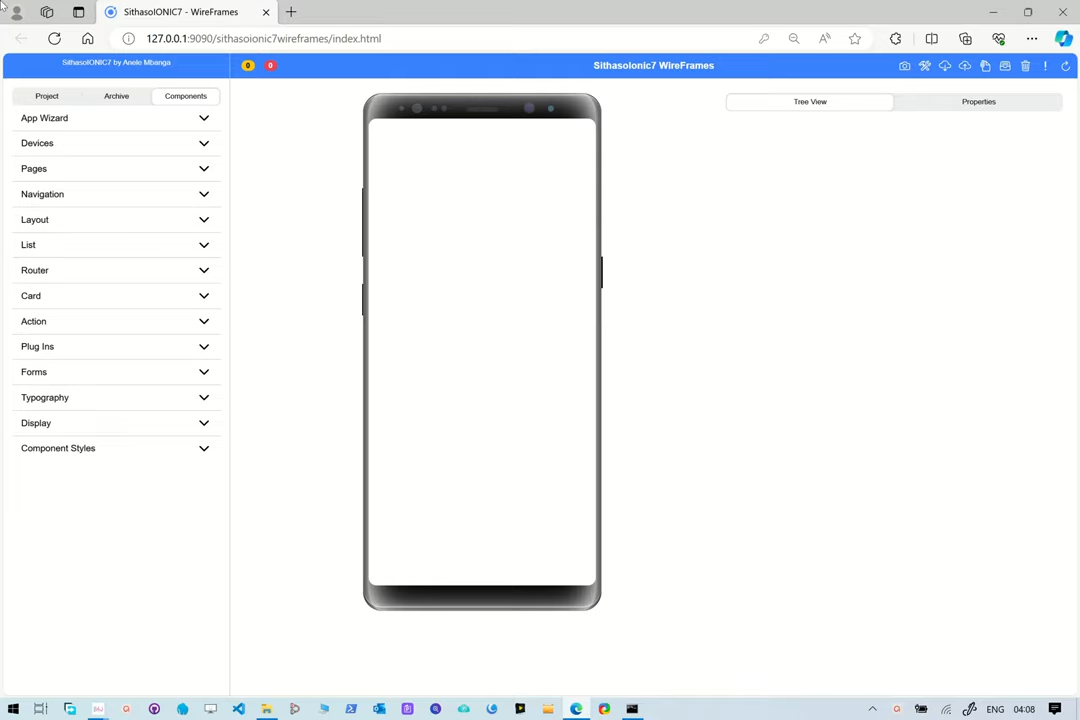 SithasoIONIC7 - WireFrames
127.0.0.1:9090/sithasoionic7wireframes/index.html
SithasoIONIC7 by Anele Mbanga
0
0
SithasoIonic7 WireFrames
Project
Archive
Components
Tree View
Properties
App Wizard
Devices
Pages
Navigation
Layout
List
Router
Card
Action
Plug Ins
Forms
Typography
Display
Component Styles
ENG
04:08